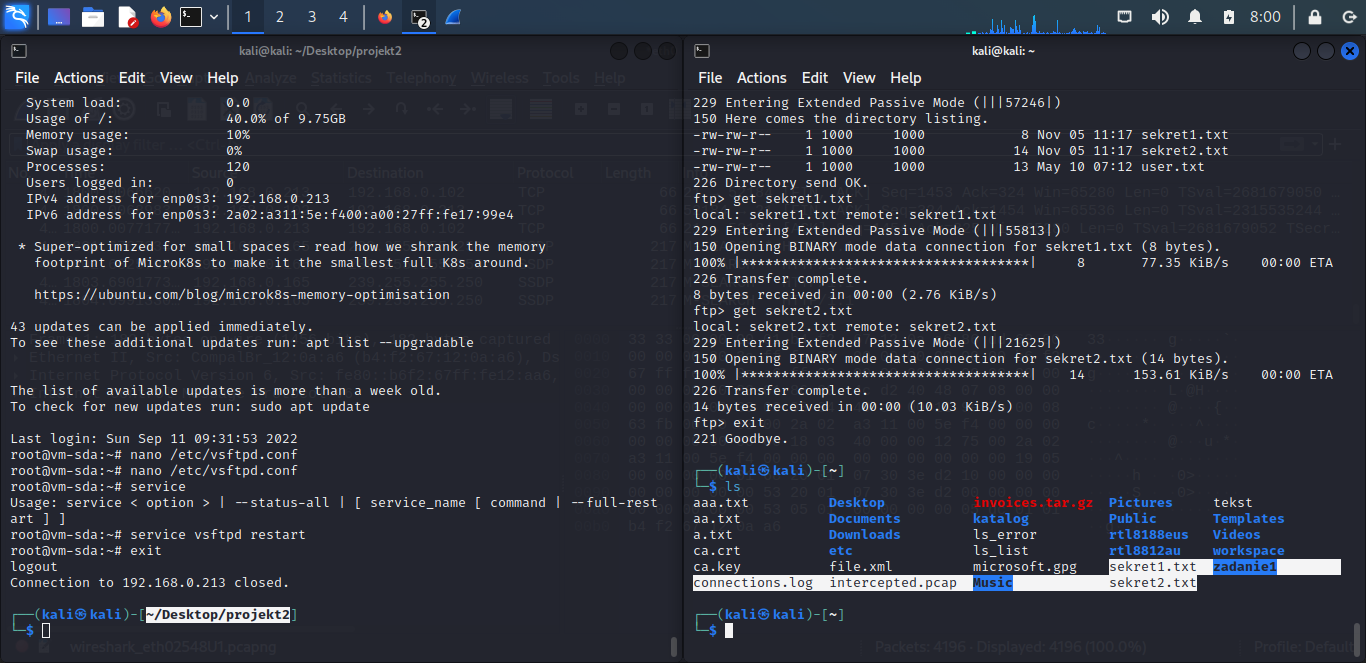 1 2 3 4 2 8:00
kali@kali: ~/Desktop/projekt2
File Actions Edit View Help
System load: 0.0
Usage of /: 40.0% of 9.75GB
Memory usage: 10%
Swap usage: 0%
Processes: 120
Users logged in: 0
IPv4 address for enp0s3: 192.168.0.213
IPv6 address for enp0s3: 2a02:a311:5e:f400:a00:27ff:fe17:99e4
* Super-optimized for small spaces - read how we shrank the memory
footprint of MicroK8s to make it the smallest full K8s around.
https://ubuntu.com/blog/microk8s-memory-optimisation
43 updates can be applied immediately.
To see these additional updates run: apt list --upgradable
The list of available updates is more than a week old.
To check for new updates run: sudo apt update
Last login: Sun Sep 11 09:31:53 2022
root@vm-sda:~# nano /etc/vsftpd.conf
root@vm-sda:~# nano /etc/vsftpd.conf
root@vm-sda:~# service
Usage: service < option > | --status-all | [ service_name [ command | --full-rest
art ] ]
root@vm-sda:~# service vsftpd restart
root@vm-sda:~# exit
logout
Connection to 192.168.0.213 closed.
┌──(kali㉿kali)-[~/Desktop/projekt2]
└─$
wireshark_eth02548U1.pcapng
kali@kali: ~
File Actions Edit View Help
229 Entering Extended Passive Mode (|||57246|)
150 Here comes the directory listing.
-rw-rw-r-- 1 1000 1000 8 Nov 05 11:17 sekret1.txt
-rw-rw-r-- 1 1000 1000 14 Nov 05 11:17 sekret2.txt
-rw-rw-r-- 1 1000 1000 13 May 10 07:12 user.txt
226 Directory send OK.
ftp> get sekret1.txt
local: sekret1.txt remote: sekret1.txt
229 Entering Extended Passive Mode (|||55813|)
150 Opening BINARY mode data connection for sekret1.txt (8 bytes).
100% |************************************| 8 77.35 KiB/s 00:00 ETA
226 Transfer complete.
8 bytes received in 00:00 (2.76 KiB/s)
ftp> get sekret2.txt
local: sekret2.txt remote: sekret2.txt
229 Entering Extended Passive Mode (|||21625|)
150 Opening BINARY mode data connection for sekret2.txt (14 bytes).
100% |************************************| 14 153.61 KiB/s 00:00 ETA
226 Transfer complete.
14 bytes received in 00:00 (10.03 KiB/s)
ftp> exit
221 Goodbye.
┌──(kali㉿kali)-[~]
└─$ ls
aaa.txt Desktop invoices.tar.gz Pictures tekst
aa.txt Documents katalog Public Templates
a.txt Downloads ls_error rtl8188eus Videos
ca.crt etc ls_list rtl8812au workspace
ca.key file.xml microsoft.gpg sekret1.txt zadanie1
connections.log intercepted.pcap Music sekret2.txt
┌──(kali㉿kali)-[~]
└─$
Packets: 4196 · Displayed: 4196 (100.0%) Profile: Default